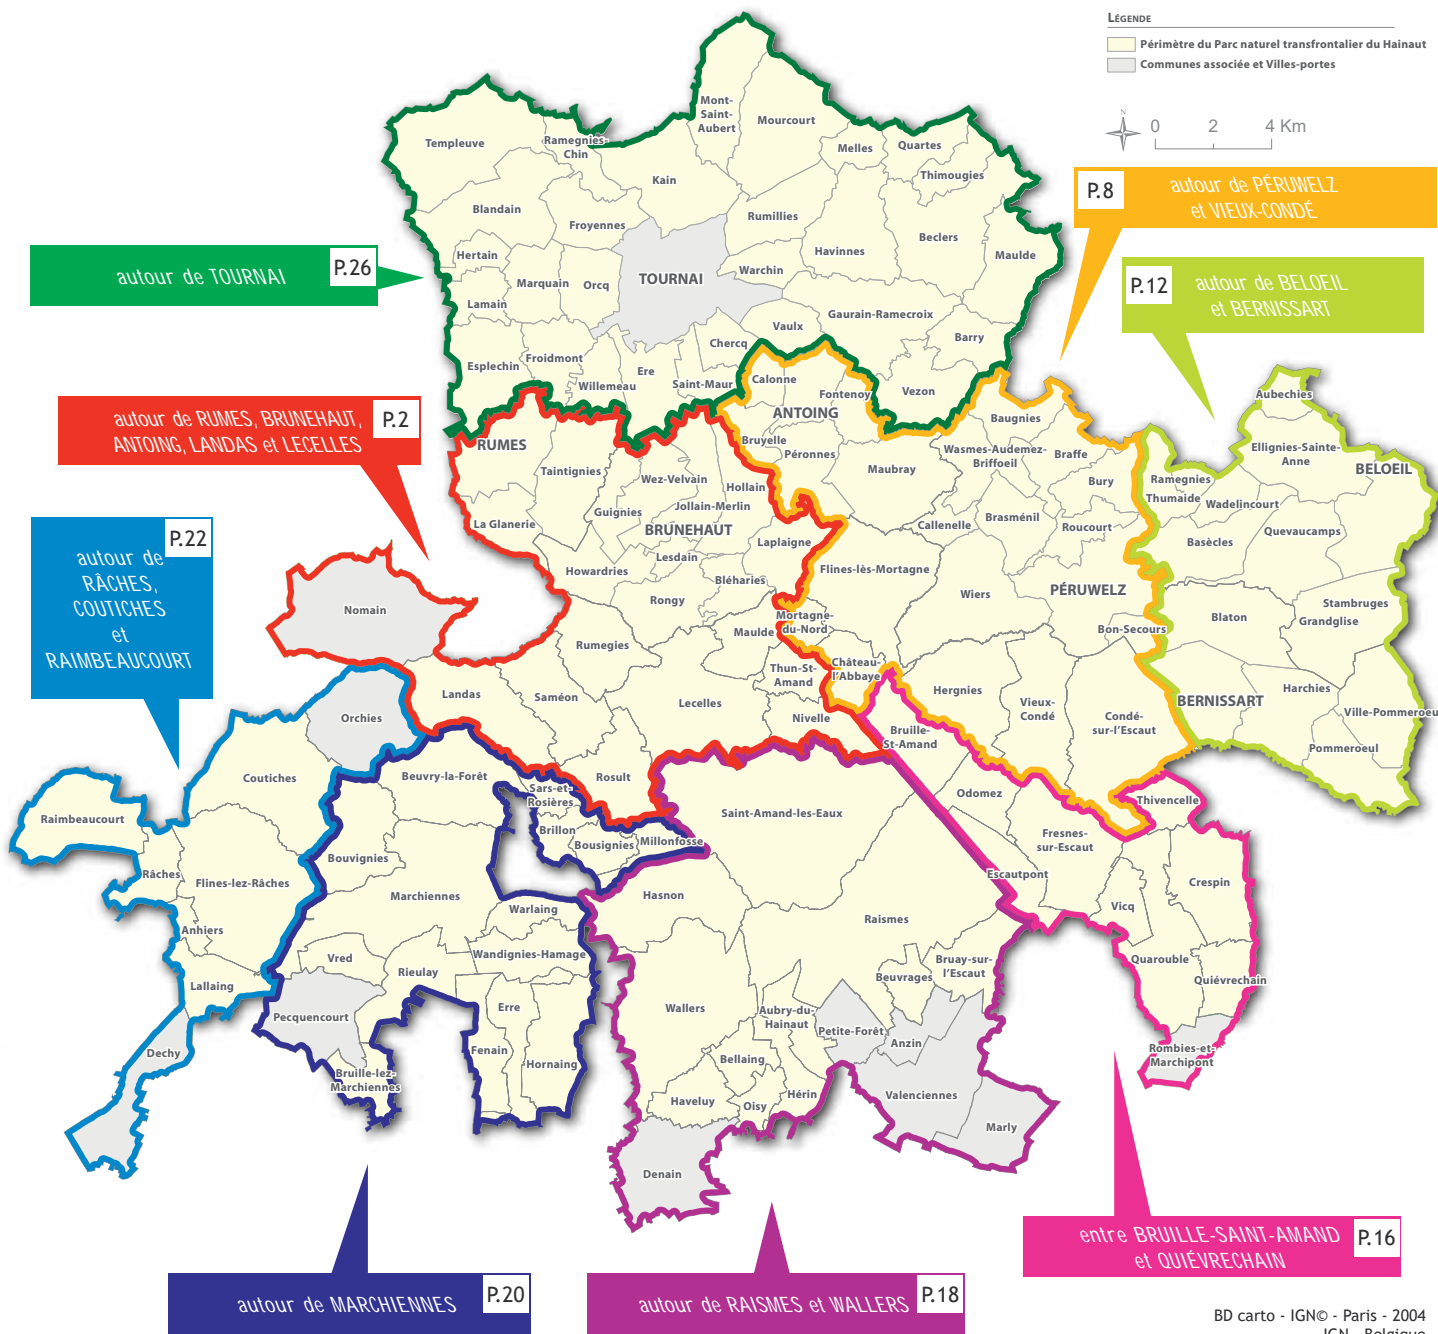 LÉGENDE
Périmètre du Parc naturel transfrontalier du Hainaut
Communes associée et Villes-portes
N
0 2 4 Km
P.8
autour de PÉRUWELZ
et VIEUX-CONDÉ
P.12
autour de BELOEIL
et BERNISSART
P.26
autour de TOURNAI
P.2
autour de RUMES, BRUNEHAUT,
ANTOING, LANDAS et LECELLES
P.22
autour de
RÂCHES,
COUTICHES
et
RAIMBEAUCOURT
Mont-
Saint-
Aubert
Mourcourt
Templeuve
Ramegnies-
Chin
Melles
Quartes
Thimougies
Kain
Blandain
Froyennes
Rumillies
Havinnes
Beclers
Maulde
Hertain
Marquain
Orcq
TOURNAI
Warchin
Lamain
Gaurain-Ramecroix
Vaulx
Barry
Chercq
Esplechin
Froidmont
Willemeau
Ere
Saint-Maur
Vezon
Calonne
Fontenoy
ANTOING
Bruyelle
Péronnes
Maubray
Baugnies
Wasmes-Audemez-
Briffoeil
Braffe
Bury
Callenelle
Brasménil
Roucourt
Flines-lès-Mortagne
Wiers
PÉRUWELZ
Bon-Secours
Mortagne-
du-Nord
Château-
l'Abbaye
Hergnies
Vieux-
Condé
Condé-
sur-l'Escaut
Aubechies
Ellignies-Sainte-
Anne
BELOEIL
Ramegnies
Thumaide
Wadelincourt
Quevaucamps
Basècles
Stambruges
Grandglise
Blaton
Harchies
BERNISSART
Ville-Pommeroeul
Pommeroeul
RUMES
Taintignies
Wez-Velvain
Hollain
Guignies
Jollain-Merlin
La Glanerie
BRUNEHAUT
Laplaigne
Lesdain
Howardries
Bléharies
Rongy
Nomain
Maulde
Rumegies
Thun-St-
Amand
Landas
Saméon
Lecelles
Nivelle
Rosult
Orchies
Coutiches
Raimbeaucourt
Râches
Flines-lez-Râches
Anhiers
Lallaing
Dechy
Beuvry-la-Forêt
Sars-et-
Rosières
Brillon
Bousignies
Millonfosse
Bouvignies
Marchiennes
Warlaing
Vred
Rieulay
Wandignies-Hamage
Pecquencourt
Erre
Fenain
Hornaing
Bruille-lez-
Marchiennes
Saint-Amand-les-Eaux
Hasnon
Raismes
Bruay-sur-
l'Escaut
Beuvrages
Wallers
Aubry-du-
Hainaut
Petite-Forêt
Anzin
Bellaing
Haveluy
Oisy
Hérin
Valenciennes
Marly
Denain
Bruille-
St-Amand
Odomez
Thivencelle
Fresnes-
sur-Escaut
Escautpont
Crespin
Vicq
Quarouble
Quiévrechain
Rombies-et-
Marchipont
P.16
entre BRUILLE-SAINT-AMAND
et QUIÉVRECHAIN
P.20
autour de MARCHIENNES
P.18
autour de RAISMES et WALLERS
BD carto - IGN© - Paris - 2004
IGN - Belgique